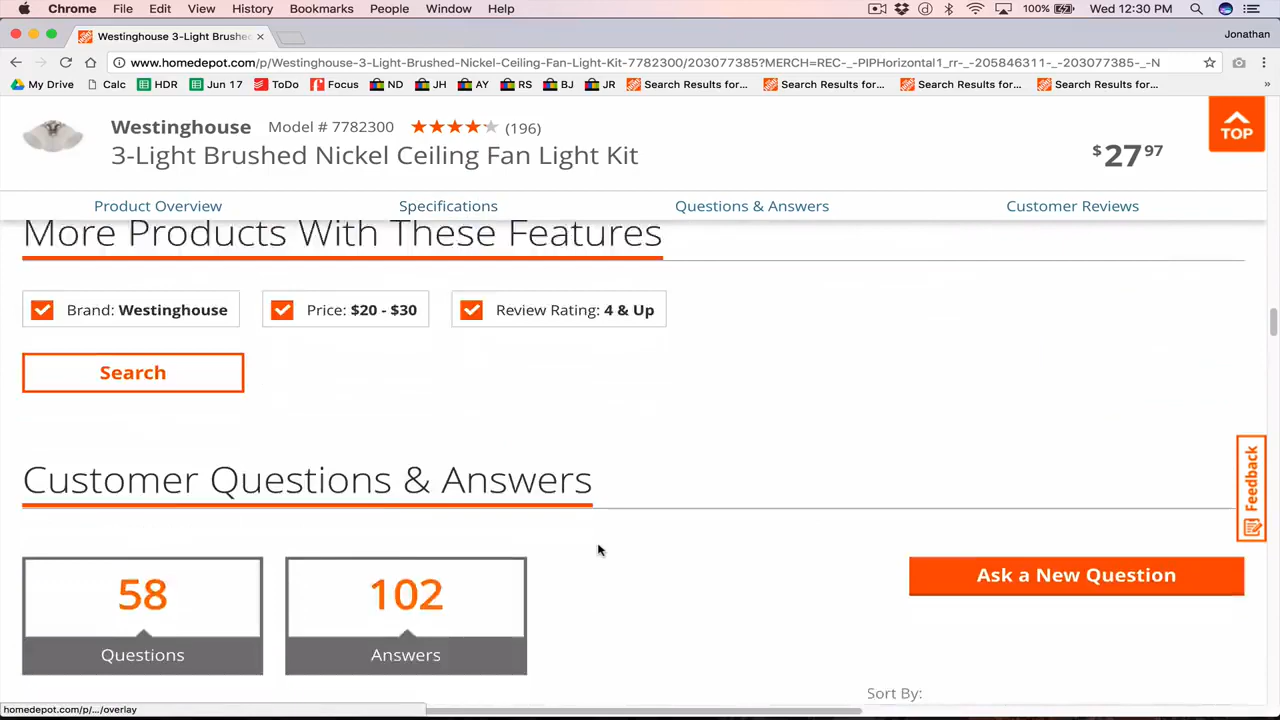 Chrome File Edit View History Bookmarks People Window Help 100% Wed 12:30 PM
Westinghouse 3-Light Brushe Jonathan
www.homedepot.com/p/Westinghouse-3-Light-Brushed-Nickel-Ceiling-Fan-Light-Kit-7782300/203077385?MERCH=REC-_-PIPHorizontal1_rr-_-205846311-_-203077385-_-N
My Drive Calc HDR Jun 17 ToDo Focus ND JH AY RS BJ JR Search Results for... Search Results for... Search Results for... Search Results for... »
Westinghouse Model # 7782300 (196)
3-Light Brushed Nickel Ceiling Fan Light Kit
$27 97
TOP
Product Overview Specifications Questions & Answers Customer Reviews
More Products With These Features
Brand: Westinghouse Price: $20 - $30 Review Rating: 4 & Up
Search
Feedback
Customer Questions & Answers
58 102
Questions Answers
Ask a New Question
Sort By:
homedepot.com/p/.../overlay